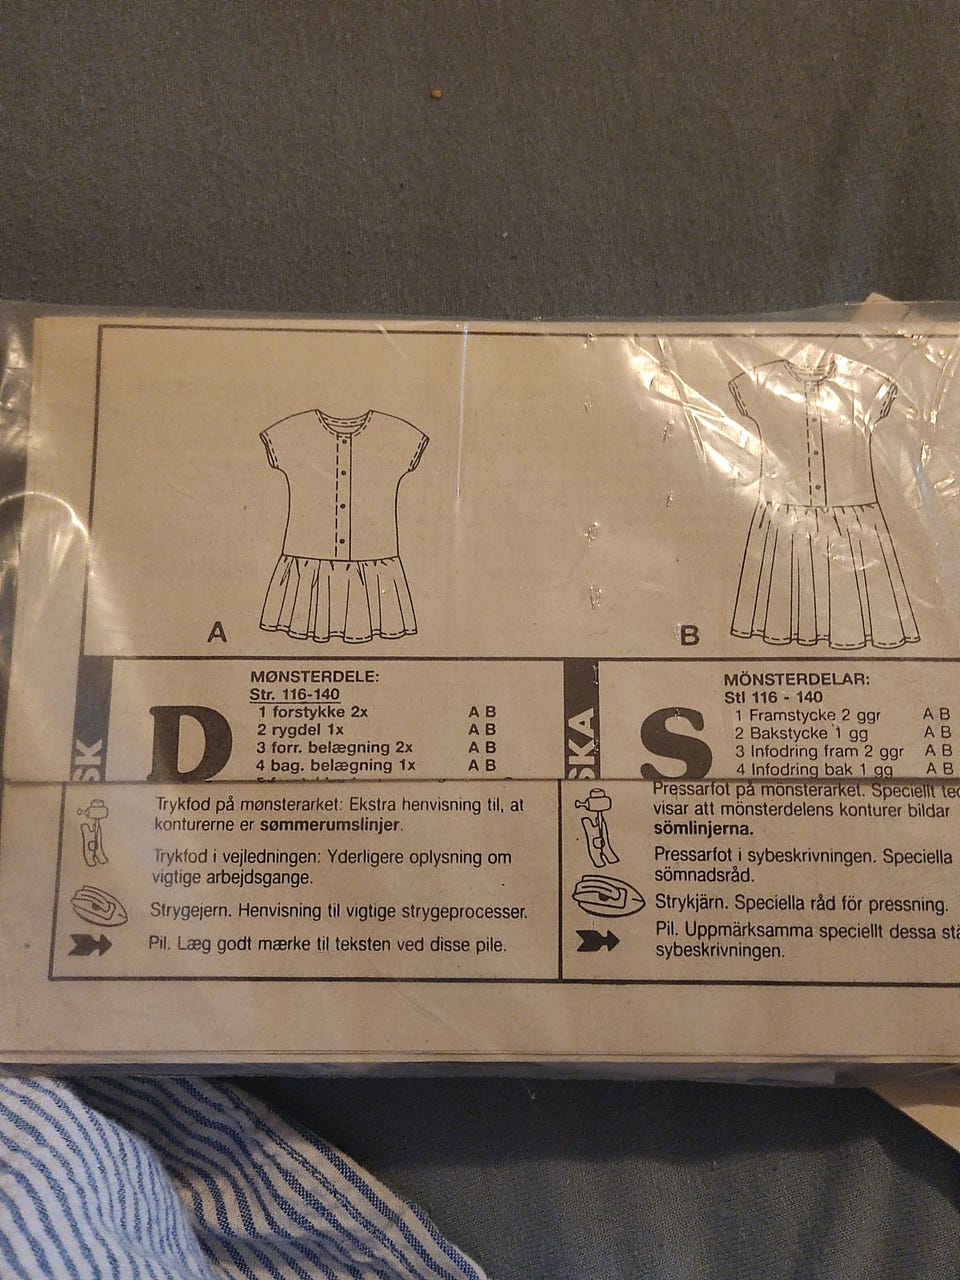 A
B
SK
D
MØNSTERDELE:
Str. 116-140
1 forstykke 2x A B
2 rygdel 1x A B
3 forr. belægning 2x A B
4 bag. belægning 1x A B
Trykfod på mønsterarket: Ekstra henvisning til, at
konturerne er sømmerumslinjer.
Trykfod i vejledningen: Yderligere oplysning om
vigtige arbejdsgange.
Strygejern. Henvisning til vigtige strygeprocesser.
Pil. Læg godt mærke til teksten ved disse pile.
SKA
S
MÖNSTERDELAR:
Stl 116 - 140
1 Framstycke 2 ggr A B
2 Bakstycke 1 gg A B
3 Infodring fram 2 ggr A B
4 Infodring bak 1 gg A B
Pressarfot på mönsterarket. Speciellt
visar att mönsterdelens konturer bildar
sömlinjerna.
Pressarfot i sybeskrivningen. Speciella
sömnadsråd.
Strykjärn. Speciella råd för pressning.
Pil. Uppmärksamma speciellt dessa
sybeskrivningen.